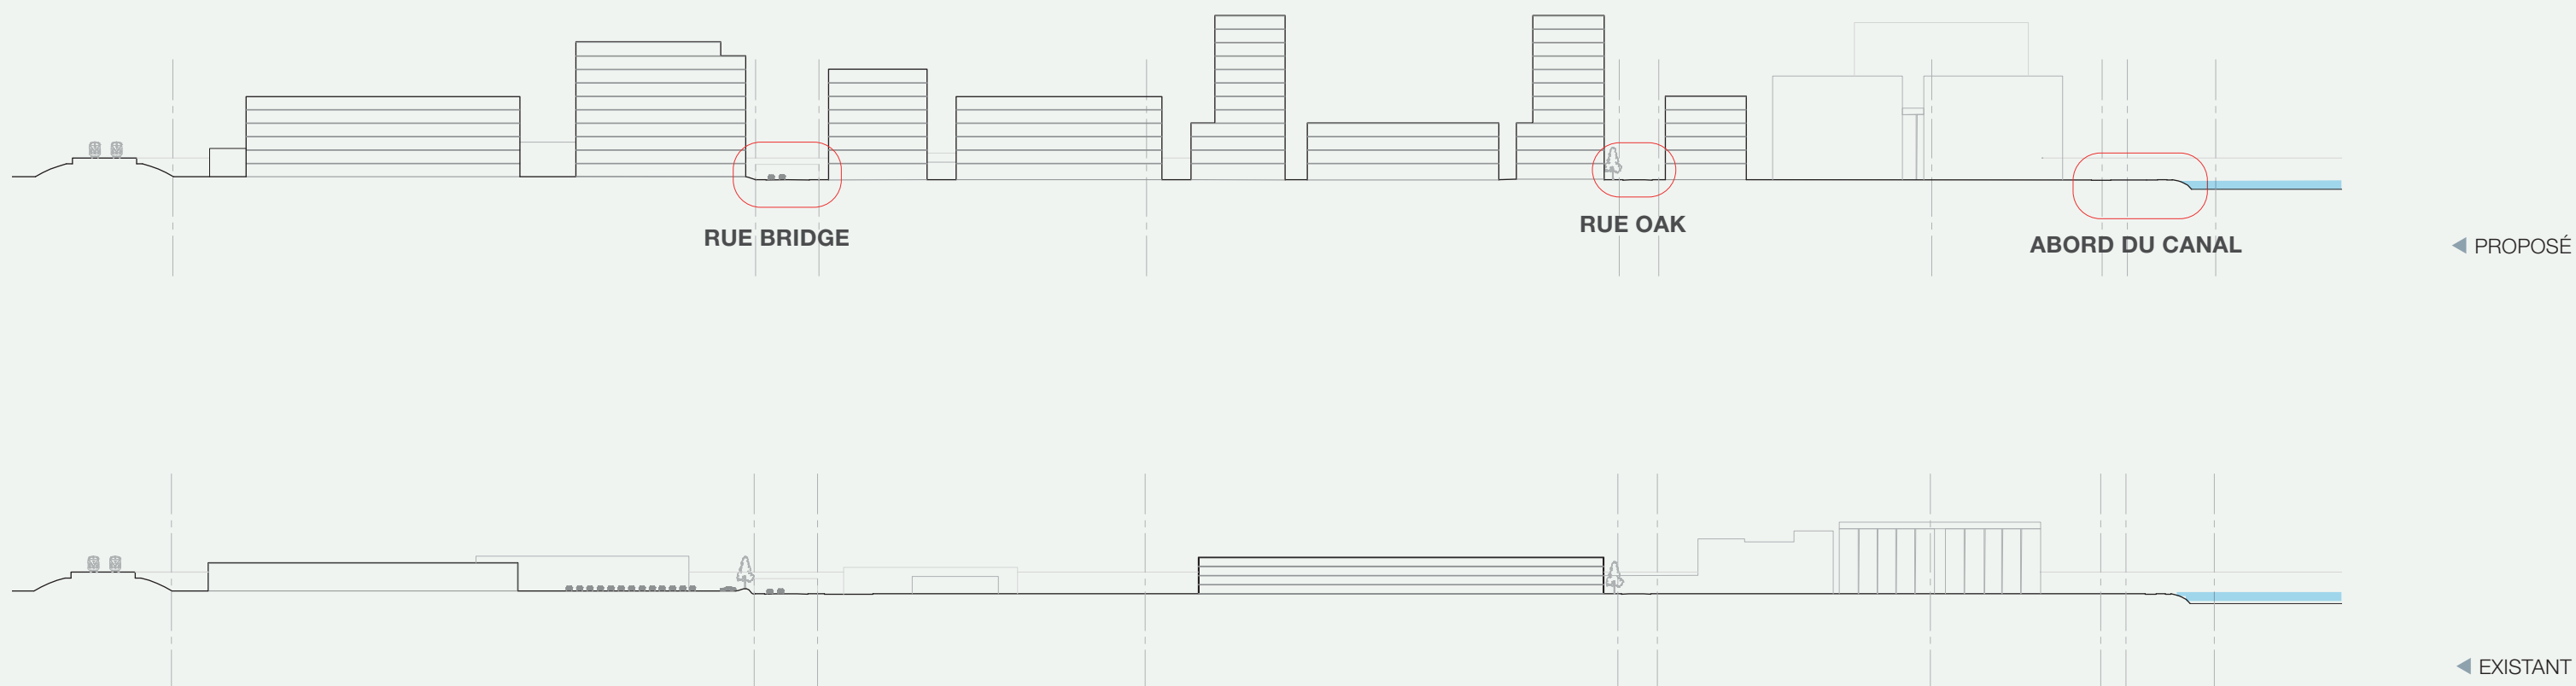 RUE BRIDGE
RUE OAK
ABORD DU CANAL
PROPOSÉ
EXISTANT